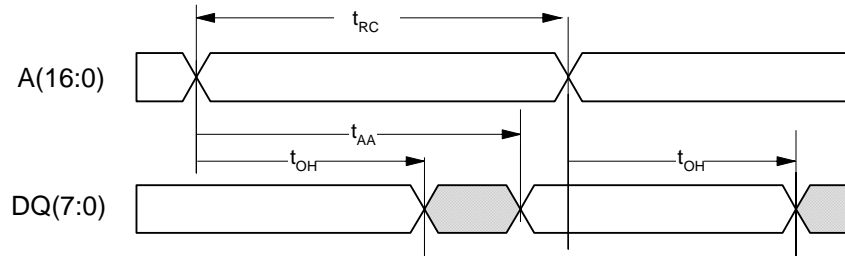 tRC
A(16:0)
tAA
tOH
tOH
DQ(7:0)